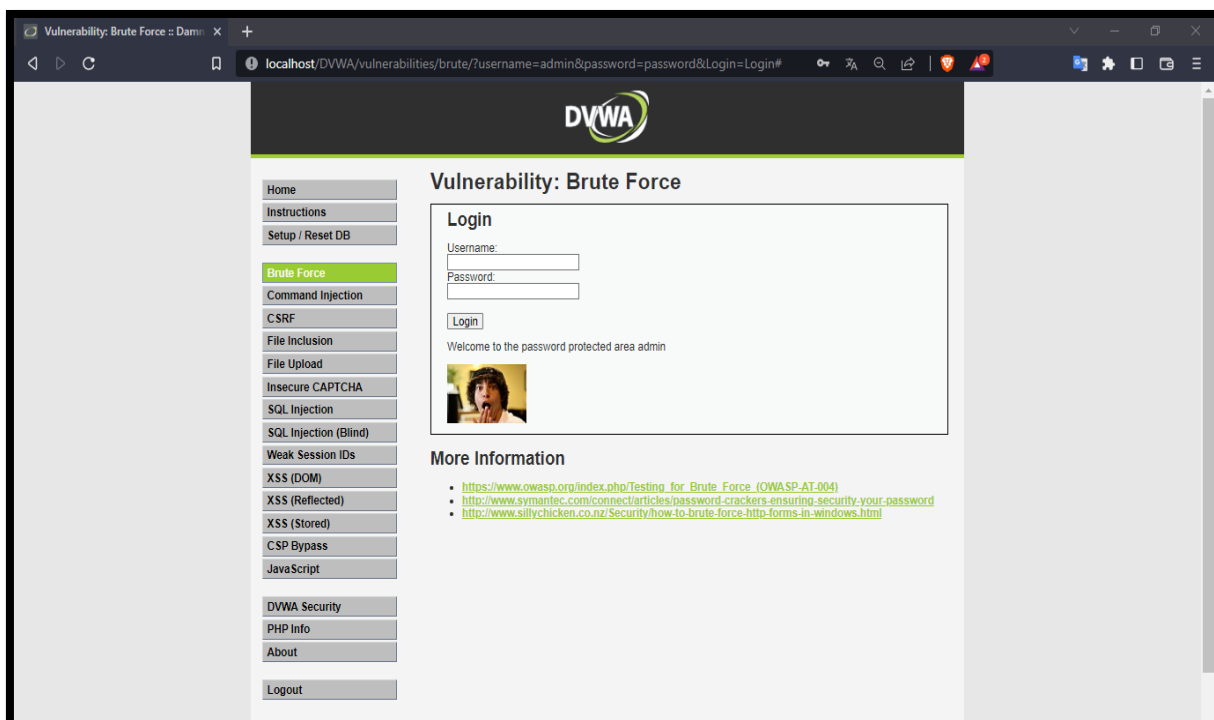 Vulnerability: Brute Force :: Damn
localhost/DVWA/vulnerabilities/brute/?username=admin&password=password&Login=Login#
2
DVWA
Home
Instructions
Setup / Reset DB
Brute Force
Command Injection
CSRF
File Inclusion
File Upload
Insecure CAPTCHA
SQL Injection
SQL Injection (Blind)
Weak Session IDs
XSS (DOM)
XSS (Reflected)
XSS (Stored)
CSP Bypass
JavaScript
DVWA Security
PHP Info
About
Logout
Vulnerability: Brute Force
Login
Username:
Password:
Login
Welcome to the password protected area admin
More Information
https://www.owasp.org/index.php/Testing_for_Brute_Force_(OWASP-AT-004)
http://www.symantec.com/connect/articles/password-crackers-ensuring-security-your-password
http://www.sillychicken.co.nz/Security/how-to-brute-force-http-forms-in-windows.html